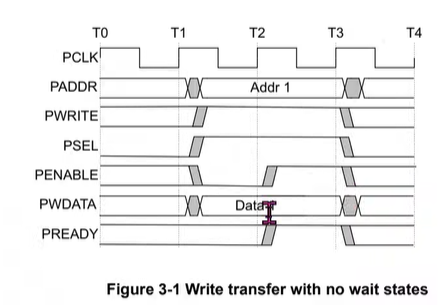 T0 T1 T2 T3 T4
PCLK
PADDR Addr 1
PWRITE
PSEL
PENABLE
PWDATA Data
PREADY
Figure 3-1 Write transfer with no wait states